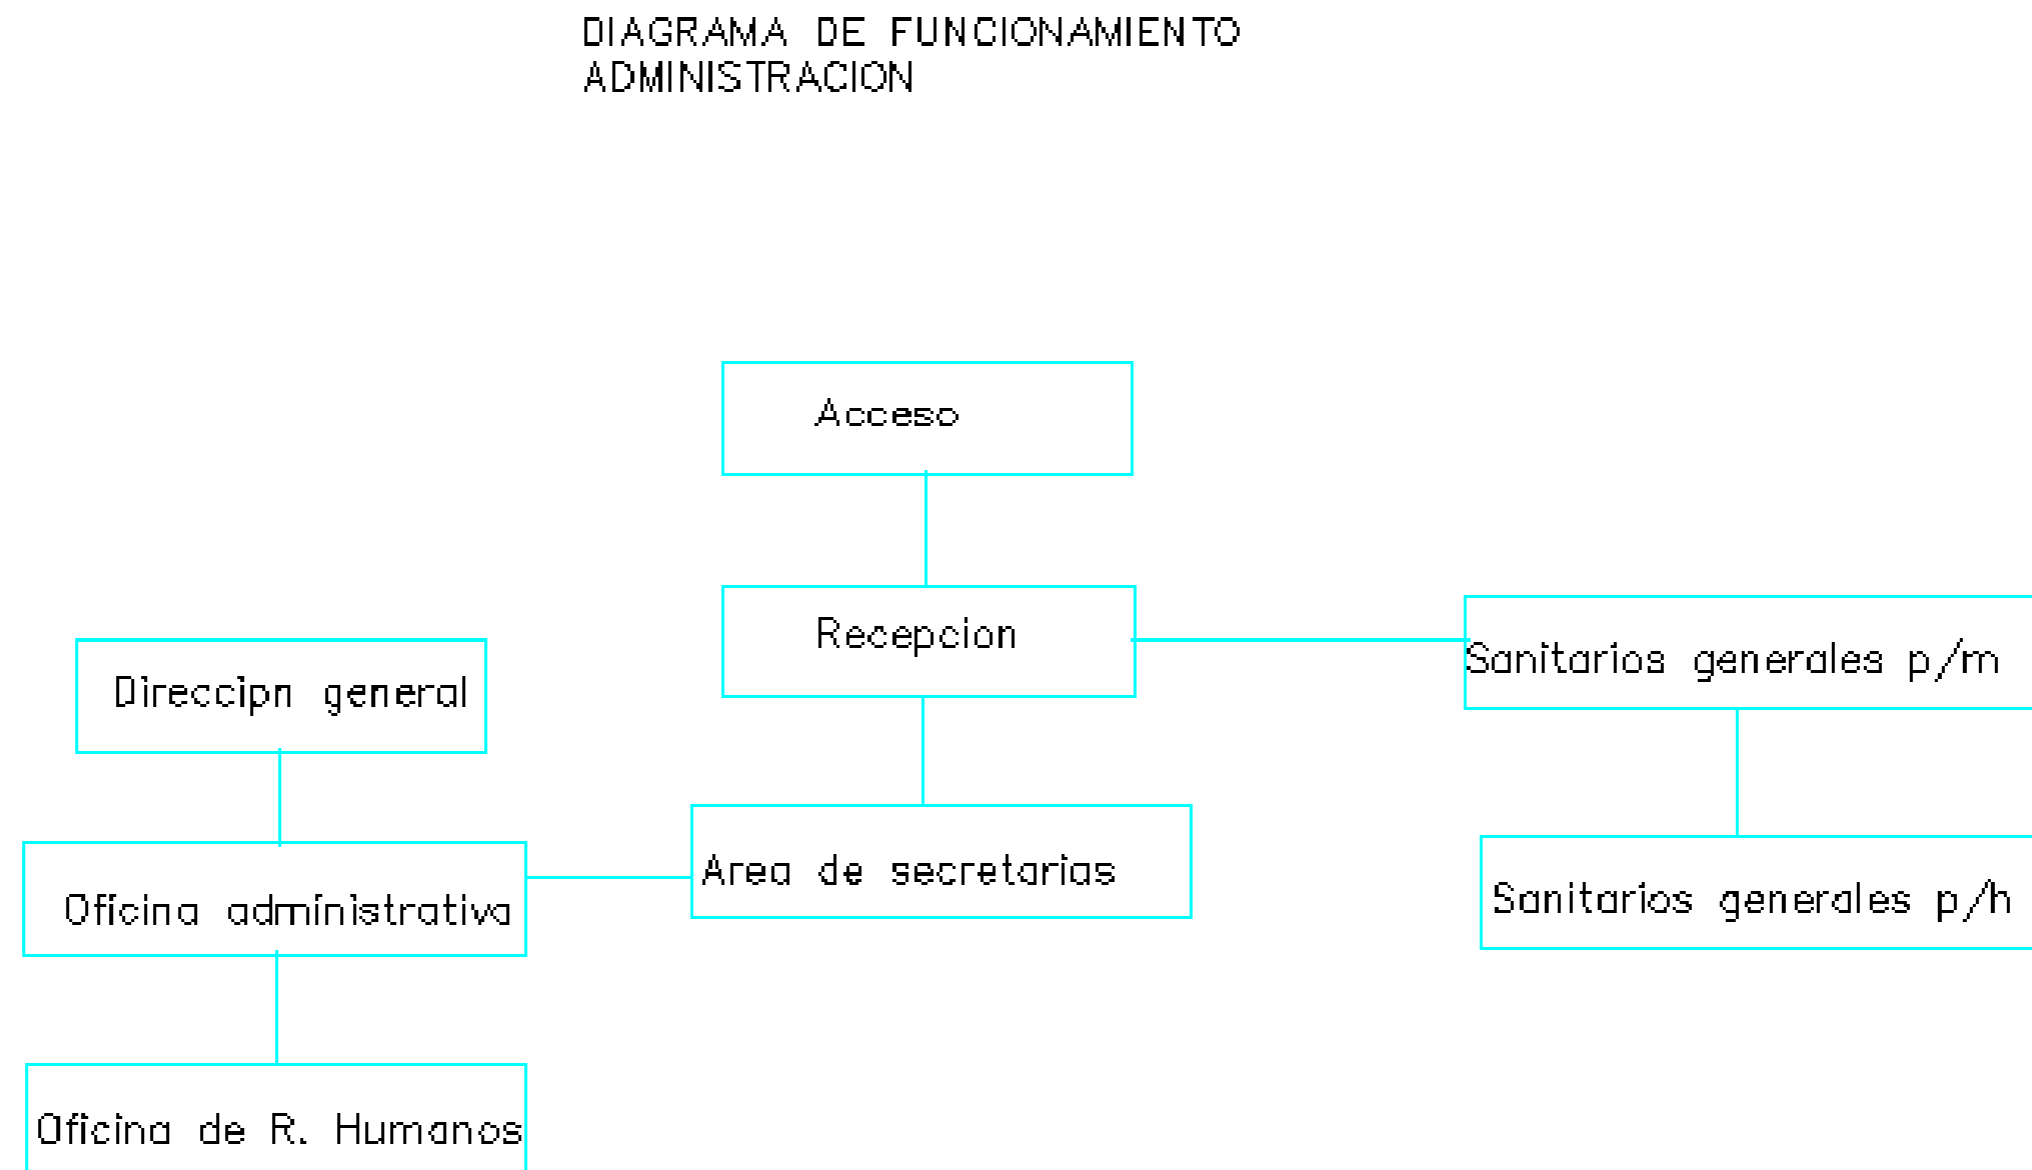 DIAGRAMA DE FUNCIONAMIENTO
ADMINISTRACION
Acceso
Recepcion
Sanitarios generales p/m
Direccipn general
Area de secretarias
Sanitarios generales p/h
Oficina administrativa
Oficina de R. Humanos